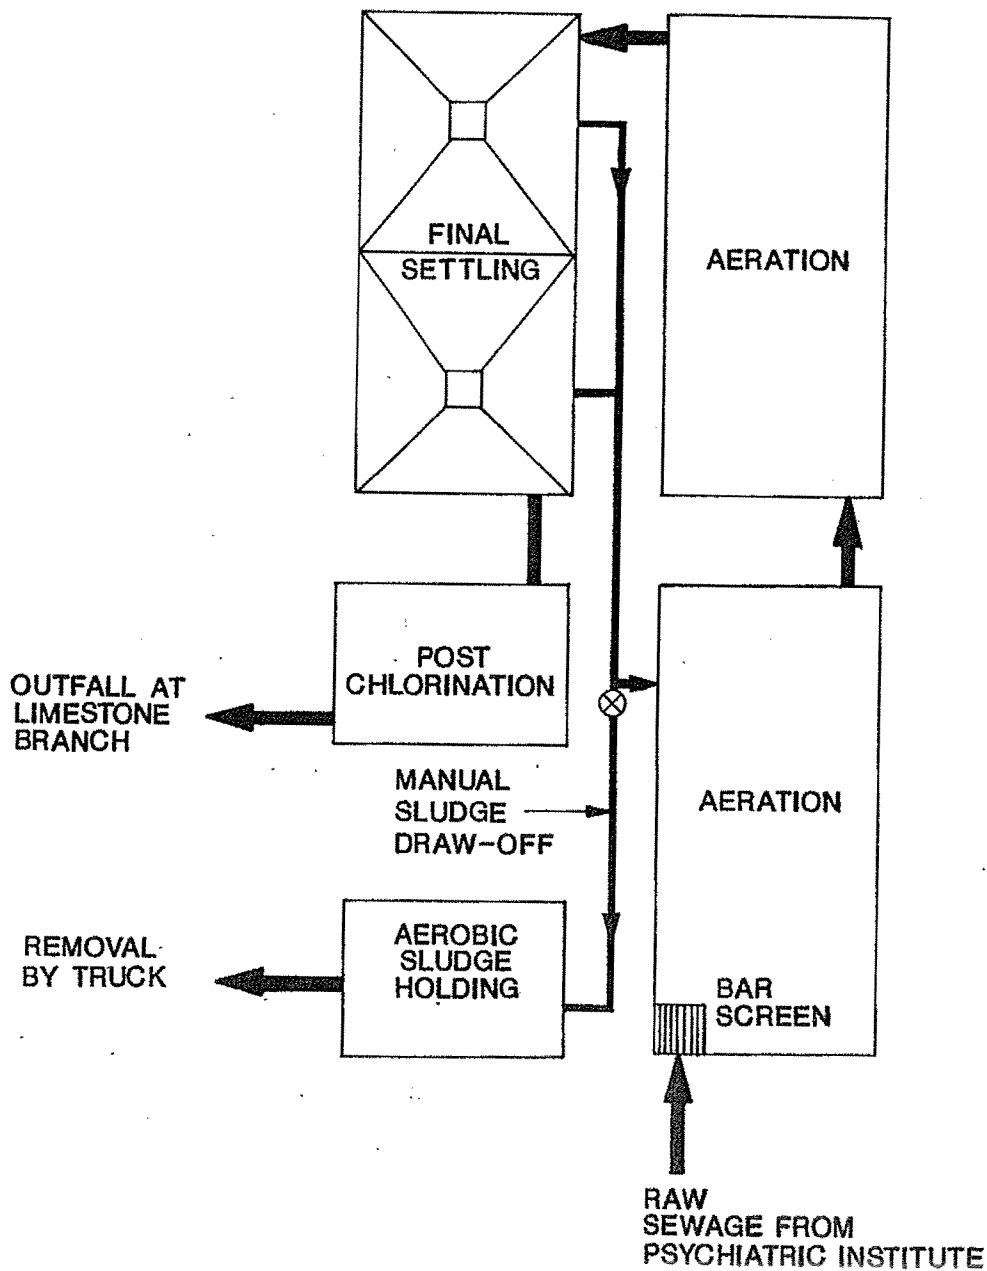 FINAL
SETTLING
AERATION
POST
CHLORINATION
OUTFALL AT
LIMESTONE
BRANCH
MANUAL
SLUDGE
DRAW-OFF
AERATION
REMOVAL
BY TRUCK
AEROBIC
SLUDGE
HOLDING
BAR
SCREEN
RAW
SEWAGE FROM
PSYCHIATRIC INSTITUTE